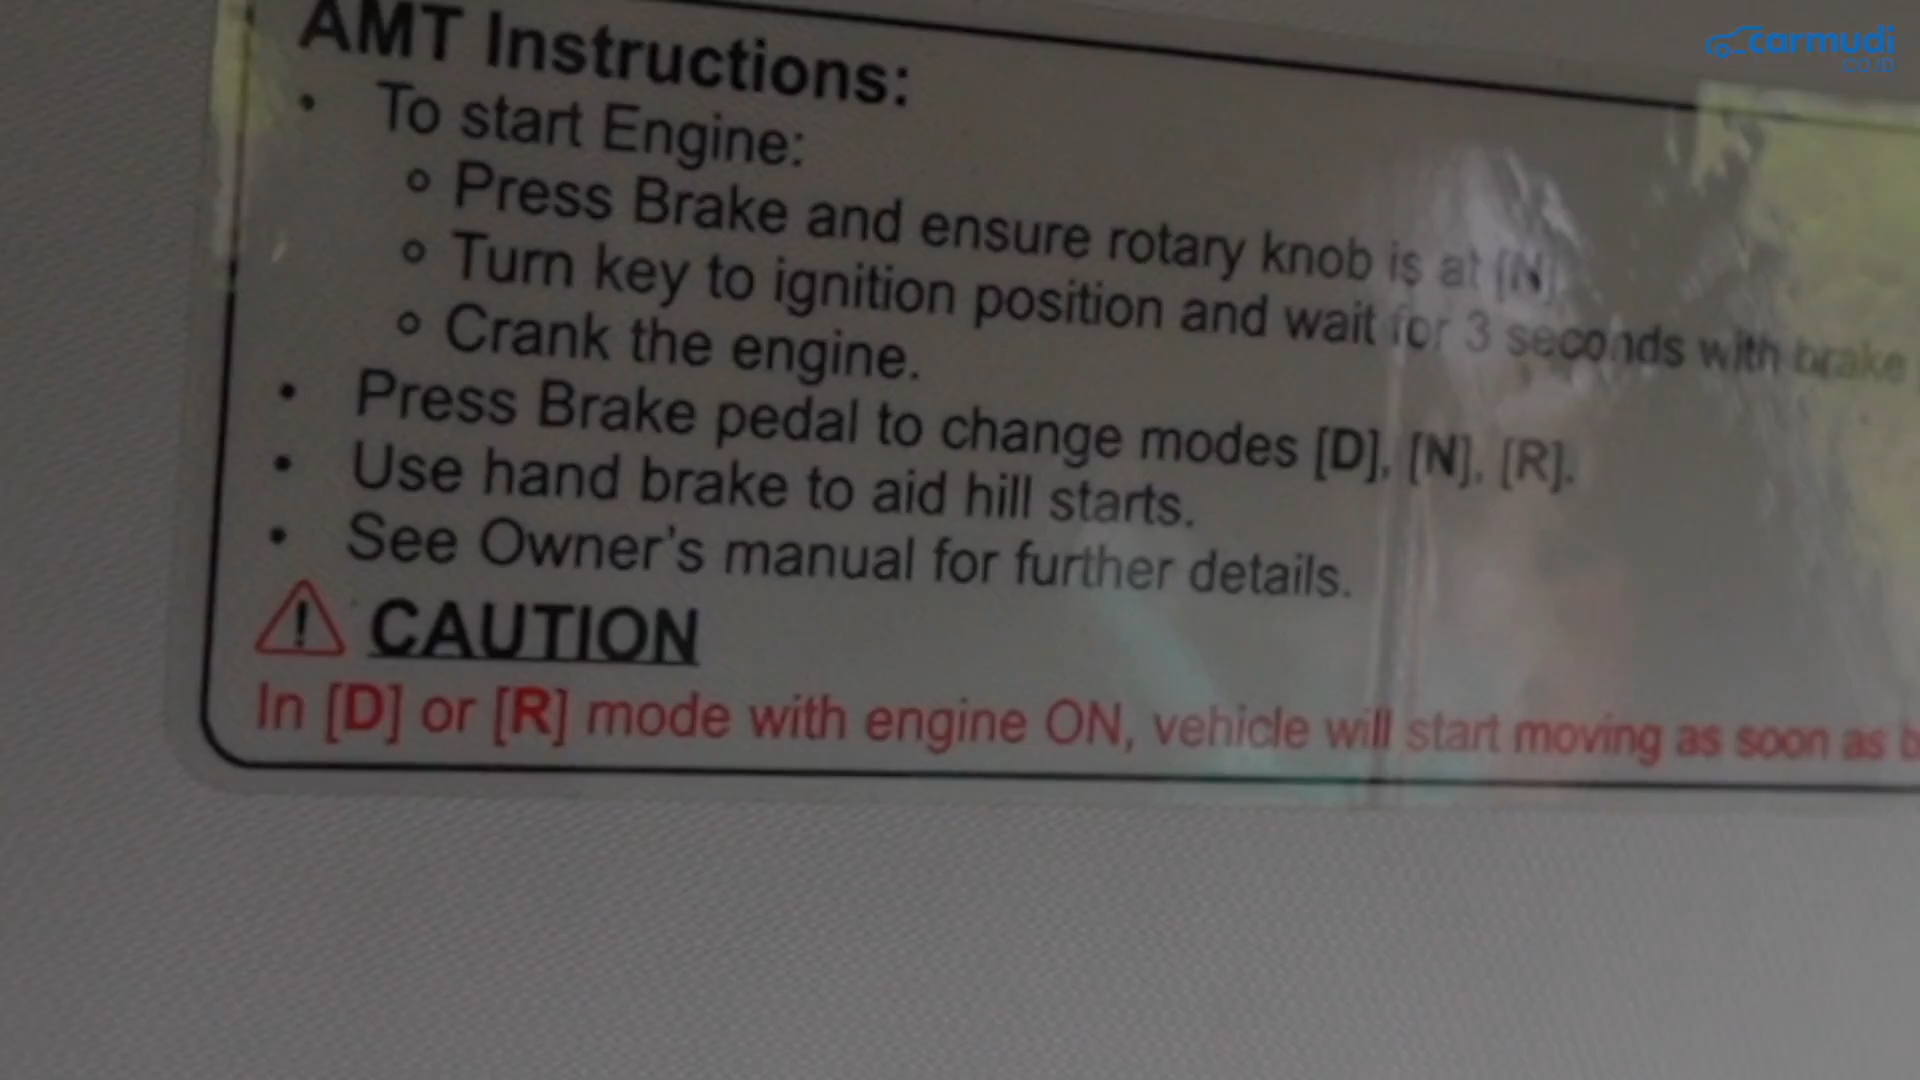 carmudi
.co.id
AMT Instructions:
• To start Engine:
o Press Brake and ensure rotary knob is at [N]
o Turn key to ignition position and wait for 3 seconds with brake
o Crank the engine.
• Press Brake pedal to change modes [D], [N], [R].
• Use hand brake to aid hill starts.
• See Owner's manual for further details.
! CAUTION
In [D] or [R] mode with engine ON, vehicle will start moving as soon as